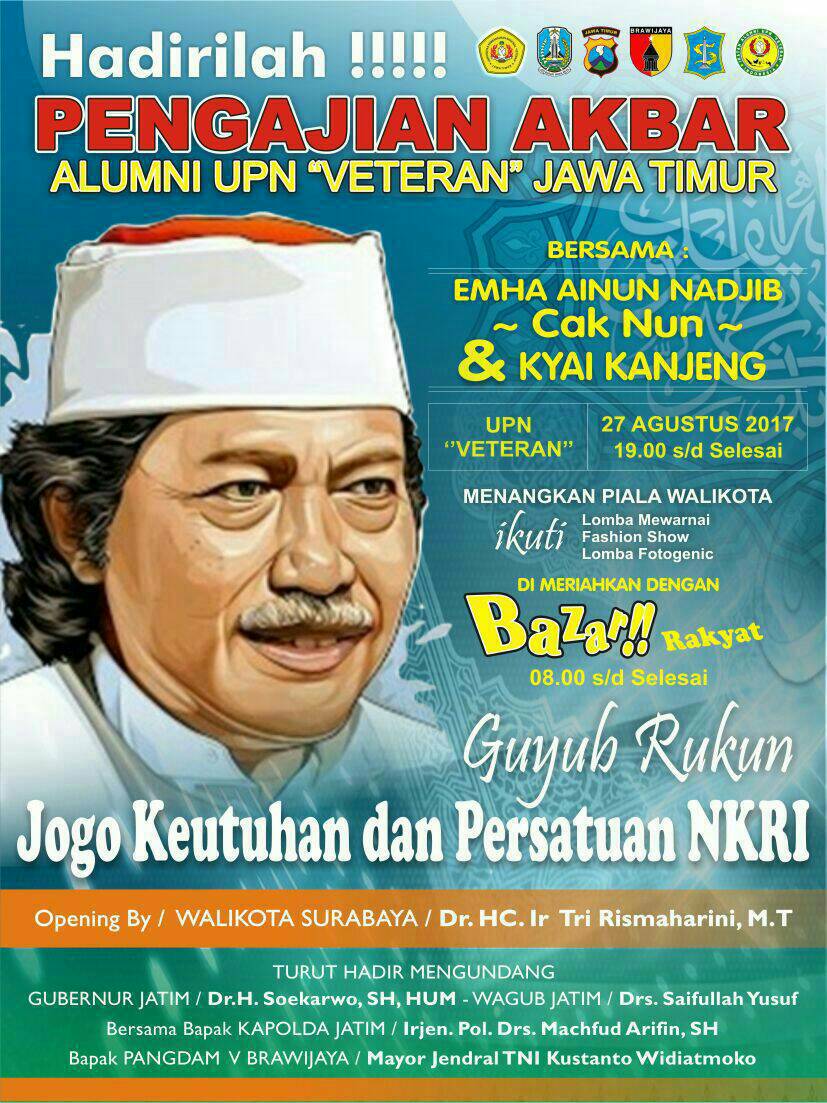 Hadirilah !!!!!
JAWA TIMUR
BRAWIJAYA
PENGAJIAN AKBAR
ALUMNI UPN “VETERAN” JAWA TIMUR
BERSAMA :
EMHA AINUN NADJIB
~ Cak Nun ~
& KYAI KANJENG
UPN
‘’VETERAN’’
27 AGUSTUS 2017
19.00 s/d Selesai
MENANGKAN PIALA WALIKOTA
ikuti
Lomba Mewarnai
Fashion Show
Lomba Fotogenic
DI MERIAHKAN DENGAN
Bazar!! Rakyat
08.00 s/d Selesai
Guyub Rukun
Jogo Keutuhan dan Persatuan NKRI
Opening By / WALIKOTA SURABAYA / Dr. HC. Ir Tri Rismaharini, M.T
TURUT HADIR MENGUNDANG
GUBERNUR JATIM / Dr.H. Soekarwo, SH, HUM - WAGUB JATIM / Drs. Saifullah Yusuf
Bersama Bapak KAPOLDA JATIM / Irjen. Pol. Drs. Machfud Arifin, SH
Bapak PANGDAM V BRAWIJAYA / Mayor Jendral TNI Kustanto Widiatmoko